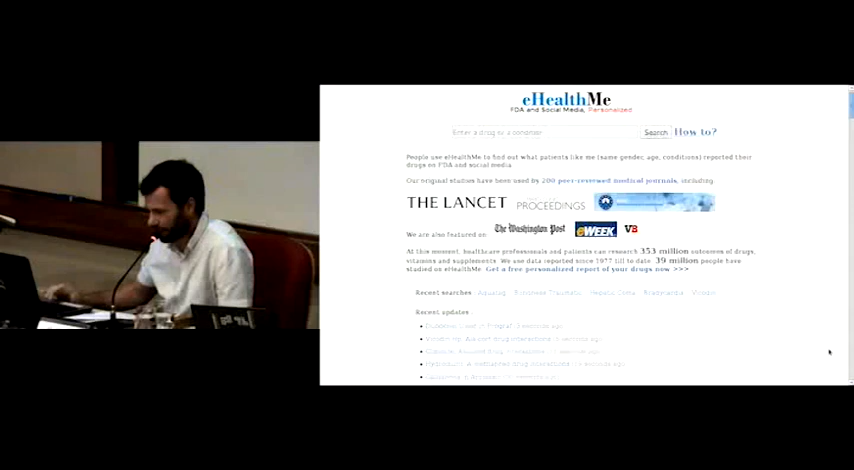 eHealthMe
FDA and Social Media, Personalized
Enter a drug or a condition
Search
How to?
People use eHealthMe to find out what patients like me (same gender, age, conditions) reported their
drugs on FDA and social media.
Our original studies have been used by 200 peer-reviewed medical journals, including:
THE LANCET
PROCEEDINGS
We are also featured on
The Washington Post
eWEEK
VB
At this moment, healthcare professionals and patients can research 353 million outcomes of drugs,
vitamins and supplements. We use data reported since 1977 till to date. 39 million people have
studied on eHealthMe. Get a free personalized report of your drugs now >>>
Recent searches
Recent updates